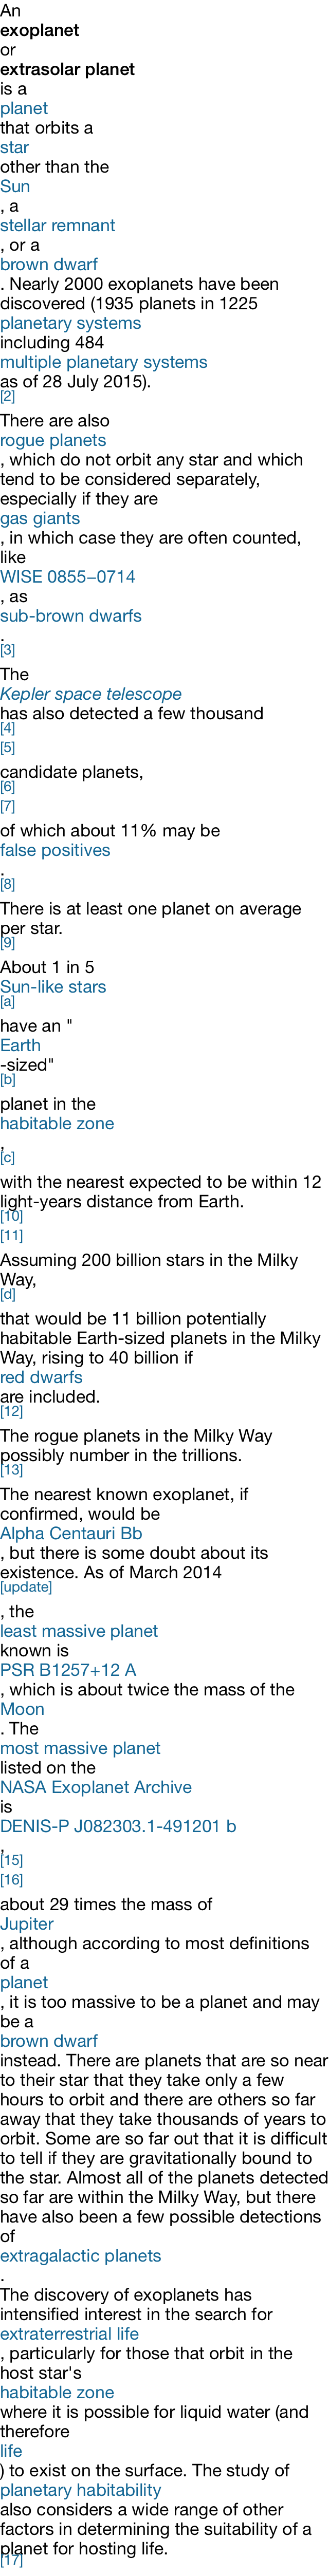 An
exoplanet
or
extrasolar planet
is a
planet
that orbits a
star
other than the
Sun
, a
stellar remnant
, or a
brown dwarf
. Nearly 2000 exoplanets have been
discovered (1935 planets in 1225
planetary systems
including 484
multiple planetary systems
as of 28 July 2015).
[2]
There are also
rogue planets
, which do not orbit any star and which
tend to be considered separately,
especially if they are
gas giants
, in which case they are often counted,
like
WISE 0855−0714
, as
sub-brown dwarfs
.
[3]
The
Kepler space telescope
has also detected a few thousand
[4]
[5]
candidate planets,
[6]
[7]
of which about 11% may be
false positives
.
[8]
There is at least one planet on average
per star.
[9]
About 1 in 5
Sun-like stars
[a]
have an "
Earth
-sized"
[b]
planet in the
habitable zone
,
[c]
with the nearest expected to be within 12
light-years distance from Earth.
[10]
[11]
Assuming 200 billion stars in the Milky
Way,
[d]
that would be 11 billion potentially
habitable Earth-sized planets in the Milky
Way, rising to 40 billion if
red dwarfs
are included.
[12]
The rogue planets in the Milky Way
possibly number in the trillions.
[13]
The nearest known exoplanet, if
confirmed, would be
Alpha Centauri Bb
, but there is some doubt about its
existence. As of March 2014
[update]
, the
least massive planet
known is
PSR B1257+12 A
, which is about twice the mass of the
Moon
. The
most massive planet
listed on the
NASA Exoplanet Archive
is
DENIS-P J082303.1-491201 b
,
[15]
[16]
about 29 times the mass of
Jupiter
, although according to most definitions
of a
planet
, it is too massive to be a planet and may
be a
brown dwarf
instead. There are planets that are so near
to their star that they take only a few
hours to orbit and there are others so far
away that they take thousands of years to
orbit. Some are so far out that it is difficult
to tell if they are gravitationally bound to
the star. Almost all of the planets detected
so far are within the Milky Way, but there
have also been a few possible detections
of
extragalactic planets
.
The discovery of exoplanets has
intensified interest in the search for
extraterrestrial life
, particularly for those that orbit in the
host star's
habitable zone
where it is possible for liquid water (and
therefore
life
) to exist on the surface. The study of
planetary habitability
also considers a wide range of other
factors in determining the suitability of a
planet for hosting life.
[17]